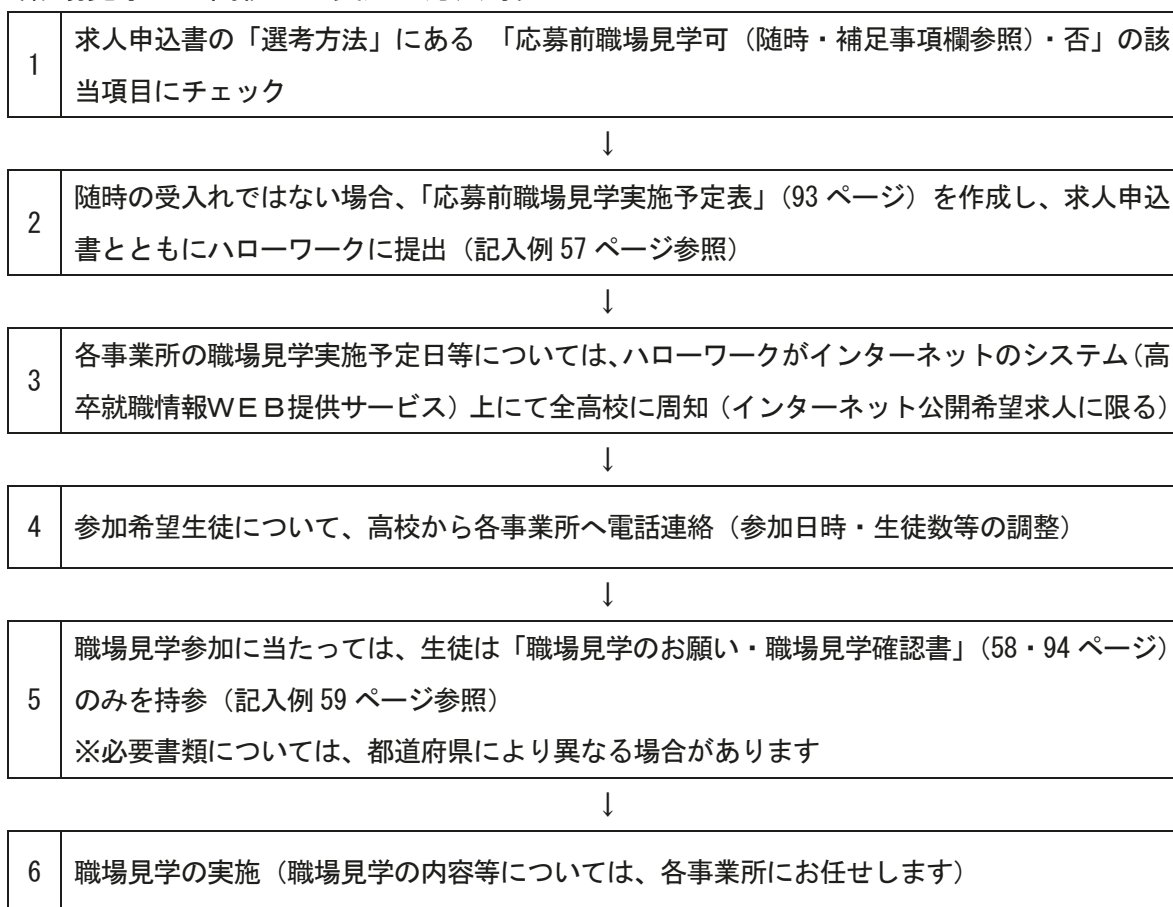 1
求人申込書の「選考方法」にある 「応募前職場見学可（随時・補足事項欄参照）・否」の該
当項目にチェック
↓
2
随時の受入れではない場合、「応募前職場見学実施予定表」（93 ページ）を作成し、求人申込
書とともにハローワークに提出（記入例 57 ページ参照）
↓
3
各事業所の職場見学実施予定日等については、ハローワークがインターネットのシステム（高
卒就職情報ＷＥＢ提供サービス）上にて全高校に周知（インターネット公開希望求人に限る）
↓
4
参加希望生徒について、高校から各事業所へ電話連絡（参加日時・生徒数等の調整）
↓
5
職場見学参加に当たっては、生徒は「職場見学のお願い・職場見学確認書」（58・94 ページ）
のみを持参（記入例 59 ページ参照）
※必要書類については、都道府県により異なる場合があります
↓
6
職場見学の実施（職場見学の内容等については、各事業所にお任せします）